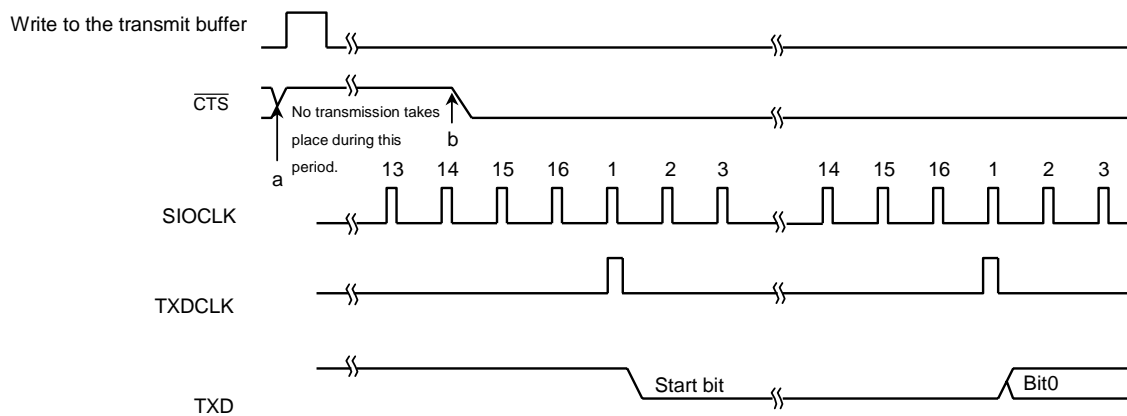 Write to the transmit buffer
CTS
No transmission takes
place during this
period.
a
b
13 14 15 16 1 2 3 14 15 16 1 2 3
SIOCLK
TXDCLK
Start bit
Bit0
TXD